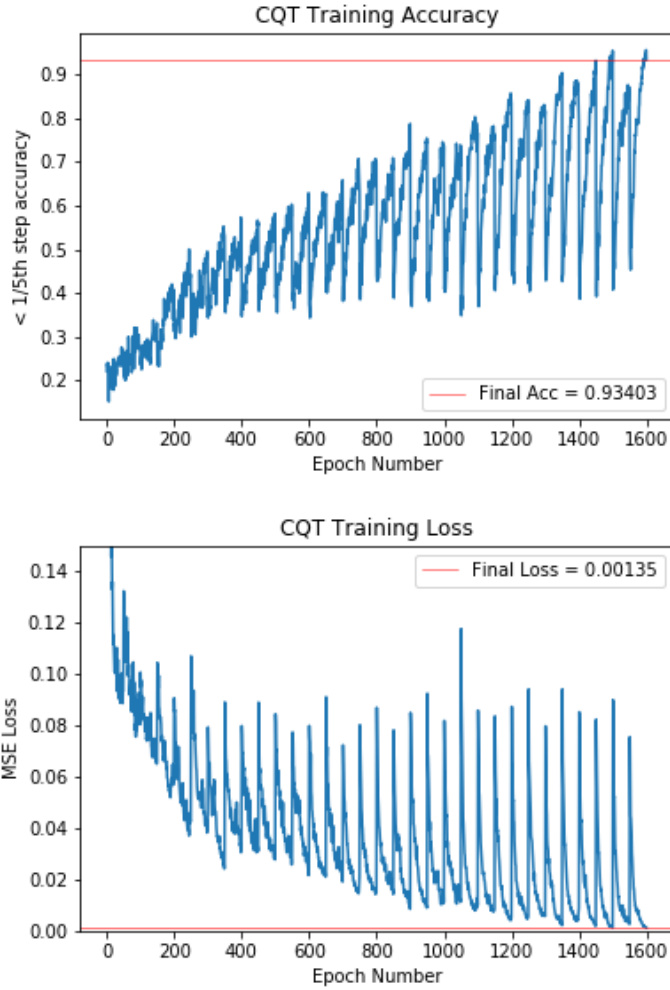 CQT Training Accuracy
< 1/5th step accuracy
0.9
0.8
0.7
0.6
0.5
0.4
0.3
0.2
Final Acc = 0.93403
0 200 400 600 800 1000 1200 1400 1600
Epoch Number
CQT Training Loss
MSE Loss
0.14
0.12
0.10
0.08
0.06
0.04
0.02
0.00
Final Loss = 0.00135
0 200 400 600 800 1000 1200 1400 1600
Epoch Number